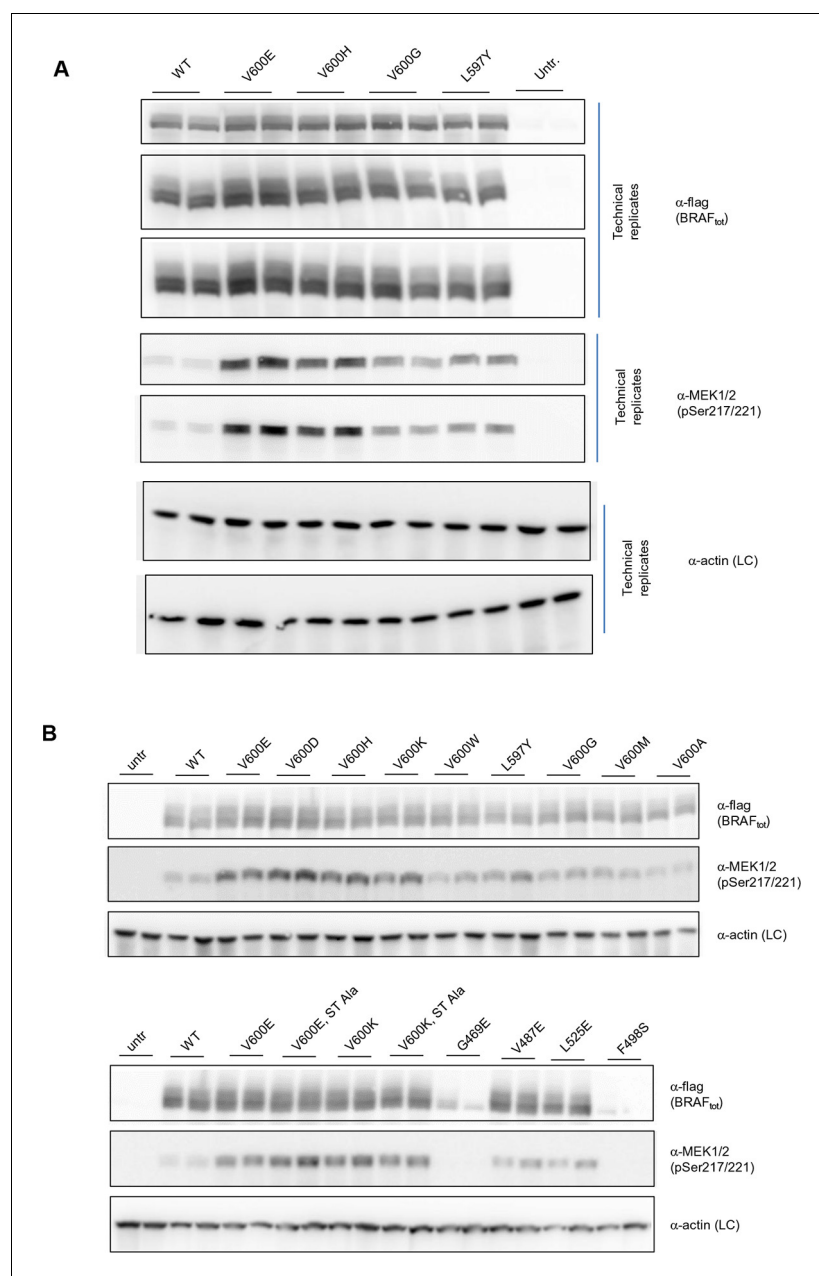 A
WT
V600E
V600H
V600G
L597Y
Untr.
Technical
replicates
α-flag
(BRAFtot)
Technical
replicates
α-MEK1/2
(pSer217/221)
Technical
replicates
α-actin (LC)
B
untr
WT
V600E
V600D
V600H
V600K
V600W
L597Y
V600G
V600M
V600A
α-flag
(BRAFtot)
α-MEK1/2
(pSer217/221)
α-actin (LC)
untr
WT
V600E
V600E, ST Ala
V600K
V600K, ST Ala
G469E
V487E
L525E
F498S
α-flag
(BRAFtot)
α-MEK1/2
(pSer217/221)
α-actin (LC)